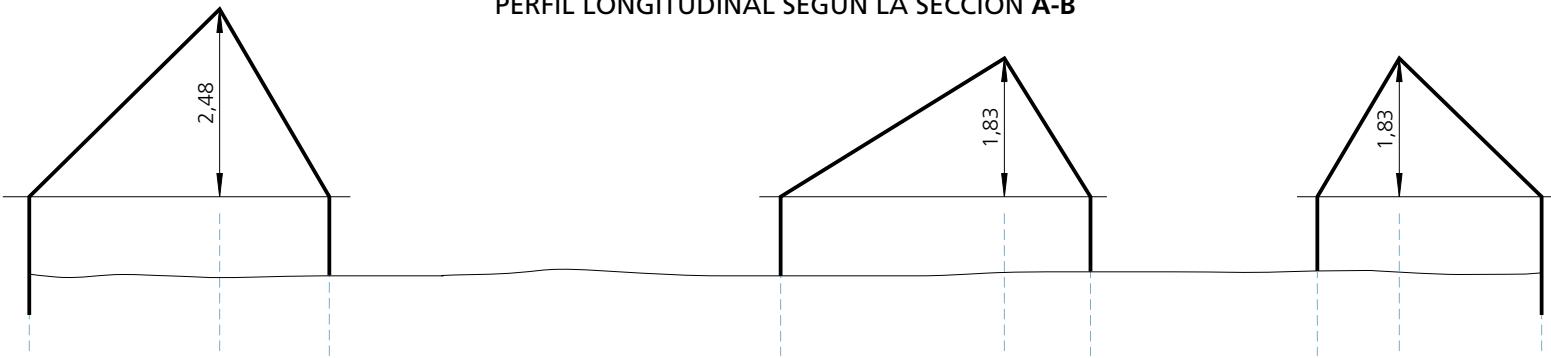 PERFIL LONGITUDINAL SEGÚN LA SECCIÓN A-B
2,48
1,83
1,83